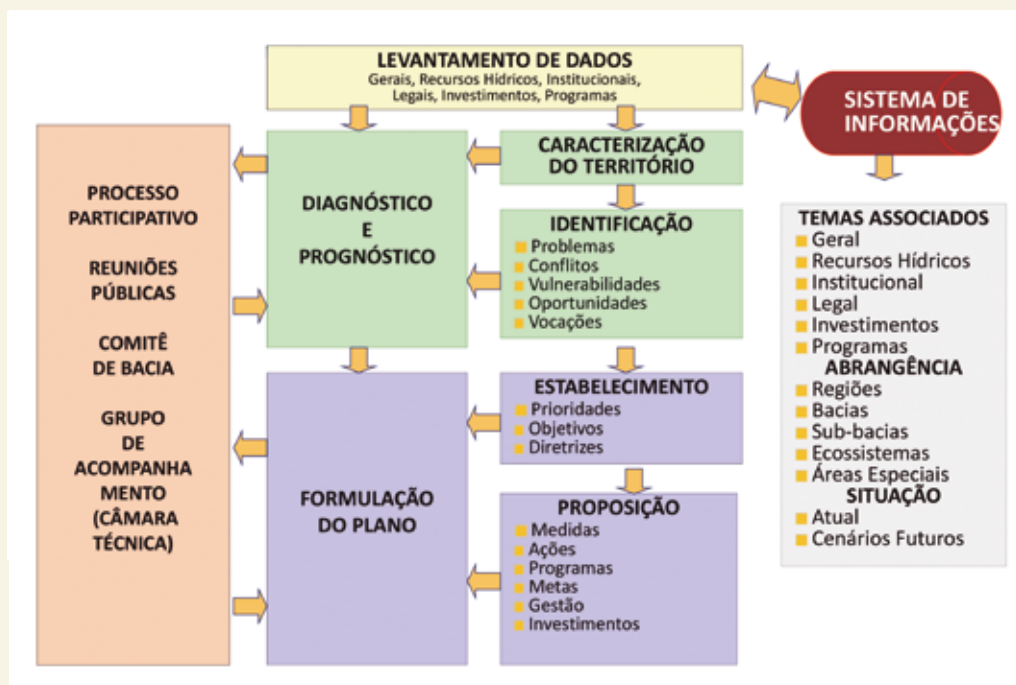 LEVANTAMENTO DE DADOS
Gerais, Recursos Hídricos, Institucionais,
Legais, Investimentos, Programas
SISTEMA DE
INFORMAÇÕES
PROCESSO
PARTICIPATIVO
REUNIÕES
PÚBLICAS
COMITÊ
DE BACIA
GRUPO
DE
ACOMPANHA
MENTO
(CÂMARA
TÉCNICA)
DIAGNÓSTICO
E
PROGNÓSTICO
CARACTERIZAÇÃO
DO TERRITÓRIO
IDENTIFICAÇÃO
Problemas
Conflitos
Vulnerabilidades
Oportunidades
Vocações
FORMULAÇÃO
DO PLANO
ESTABELECIMENTO
Prioridades
Objetivos
Diretrizes
PROPOSIÇÃO
Medidas
Ações
Programas
Metas
Gestão
Investimentos
TEMAS ASSOCIADOS
Geral
Recursos Hídricos
Institucional
Legal
Investimentos
Programas
ABRANGÊNCIA
Regiões
Bacias
Sub-bacias
Ecossistemas
Áreas Especiais
SITUAÇÃO
Atual
Cenários Futuros